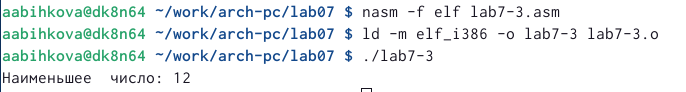 aabihkova@dk8n64 ~/work/arch-pc/lab07 $ nasm -f elf lab7-3.asm
aabihkova@dk8n64 ~/work/arch-pc/lab07 $ ld -m elf_i386 -o lab7-3 lab7-3.o
aabihkova@dk8n64 ~/work/arch-pc/lab07 $ ./lab7-3
Наименьшее  число: 12